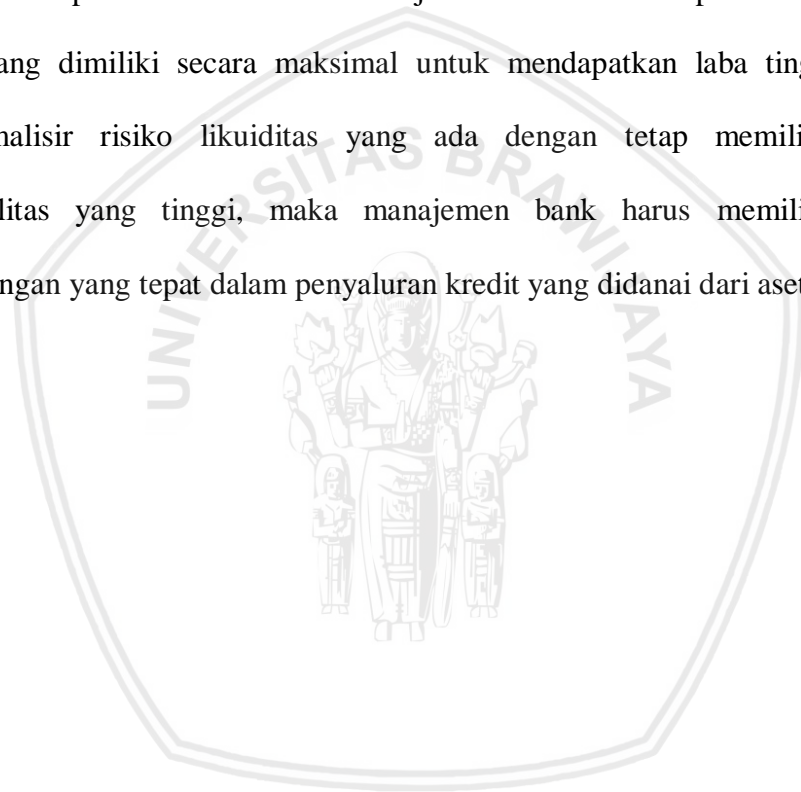 ang dimiliki secara maksimal untuk mendapatkan laba ting
nalisir risiko likuiditas yang ada dengan tetap memili
litas yang tinggi, maka manajemen bank harus memili
ngan yang tepat dalam penyaluran kredit yang didanai dari aset
UNIVERSITAS BRAWIJAYA